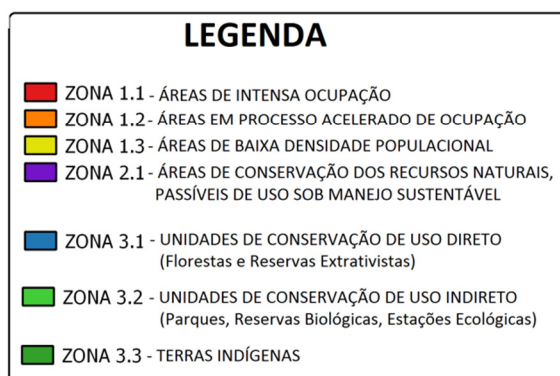 LEGENDA
ZONA 1.1 - ÁREAS DE INTENSA OCUPAÇÃO
ZONA 1.2 - ÁREAS EM PROCESSO ACELERADO DE OCUPAÇÃO
ZONA 1.3 - ÁREAS DE BAIXA DENSIDADE POPULACIONAL
ZONA 2.1 - ÁREAS DE CONSERVAÇÃO DOS RECURSOS NATURAIS,
PASSÍVEIS DE USO SOB MANEJO SUSTENTÁVEL
ZONA 3.1 - UNIDADES DE CONSERVAÇÃO DE USO DIRETO
(Florestas e Reservas Extrativistas)
ZONA 3.2 - UNIDADES DE CONSERVAÇÃO DE USO INDIRETO
(Parques, Reservas Biológicas, Estações Ecológicas)
ZONA 3.3 - TERRAS INDÍGENAS